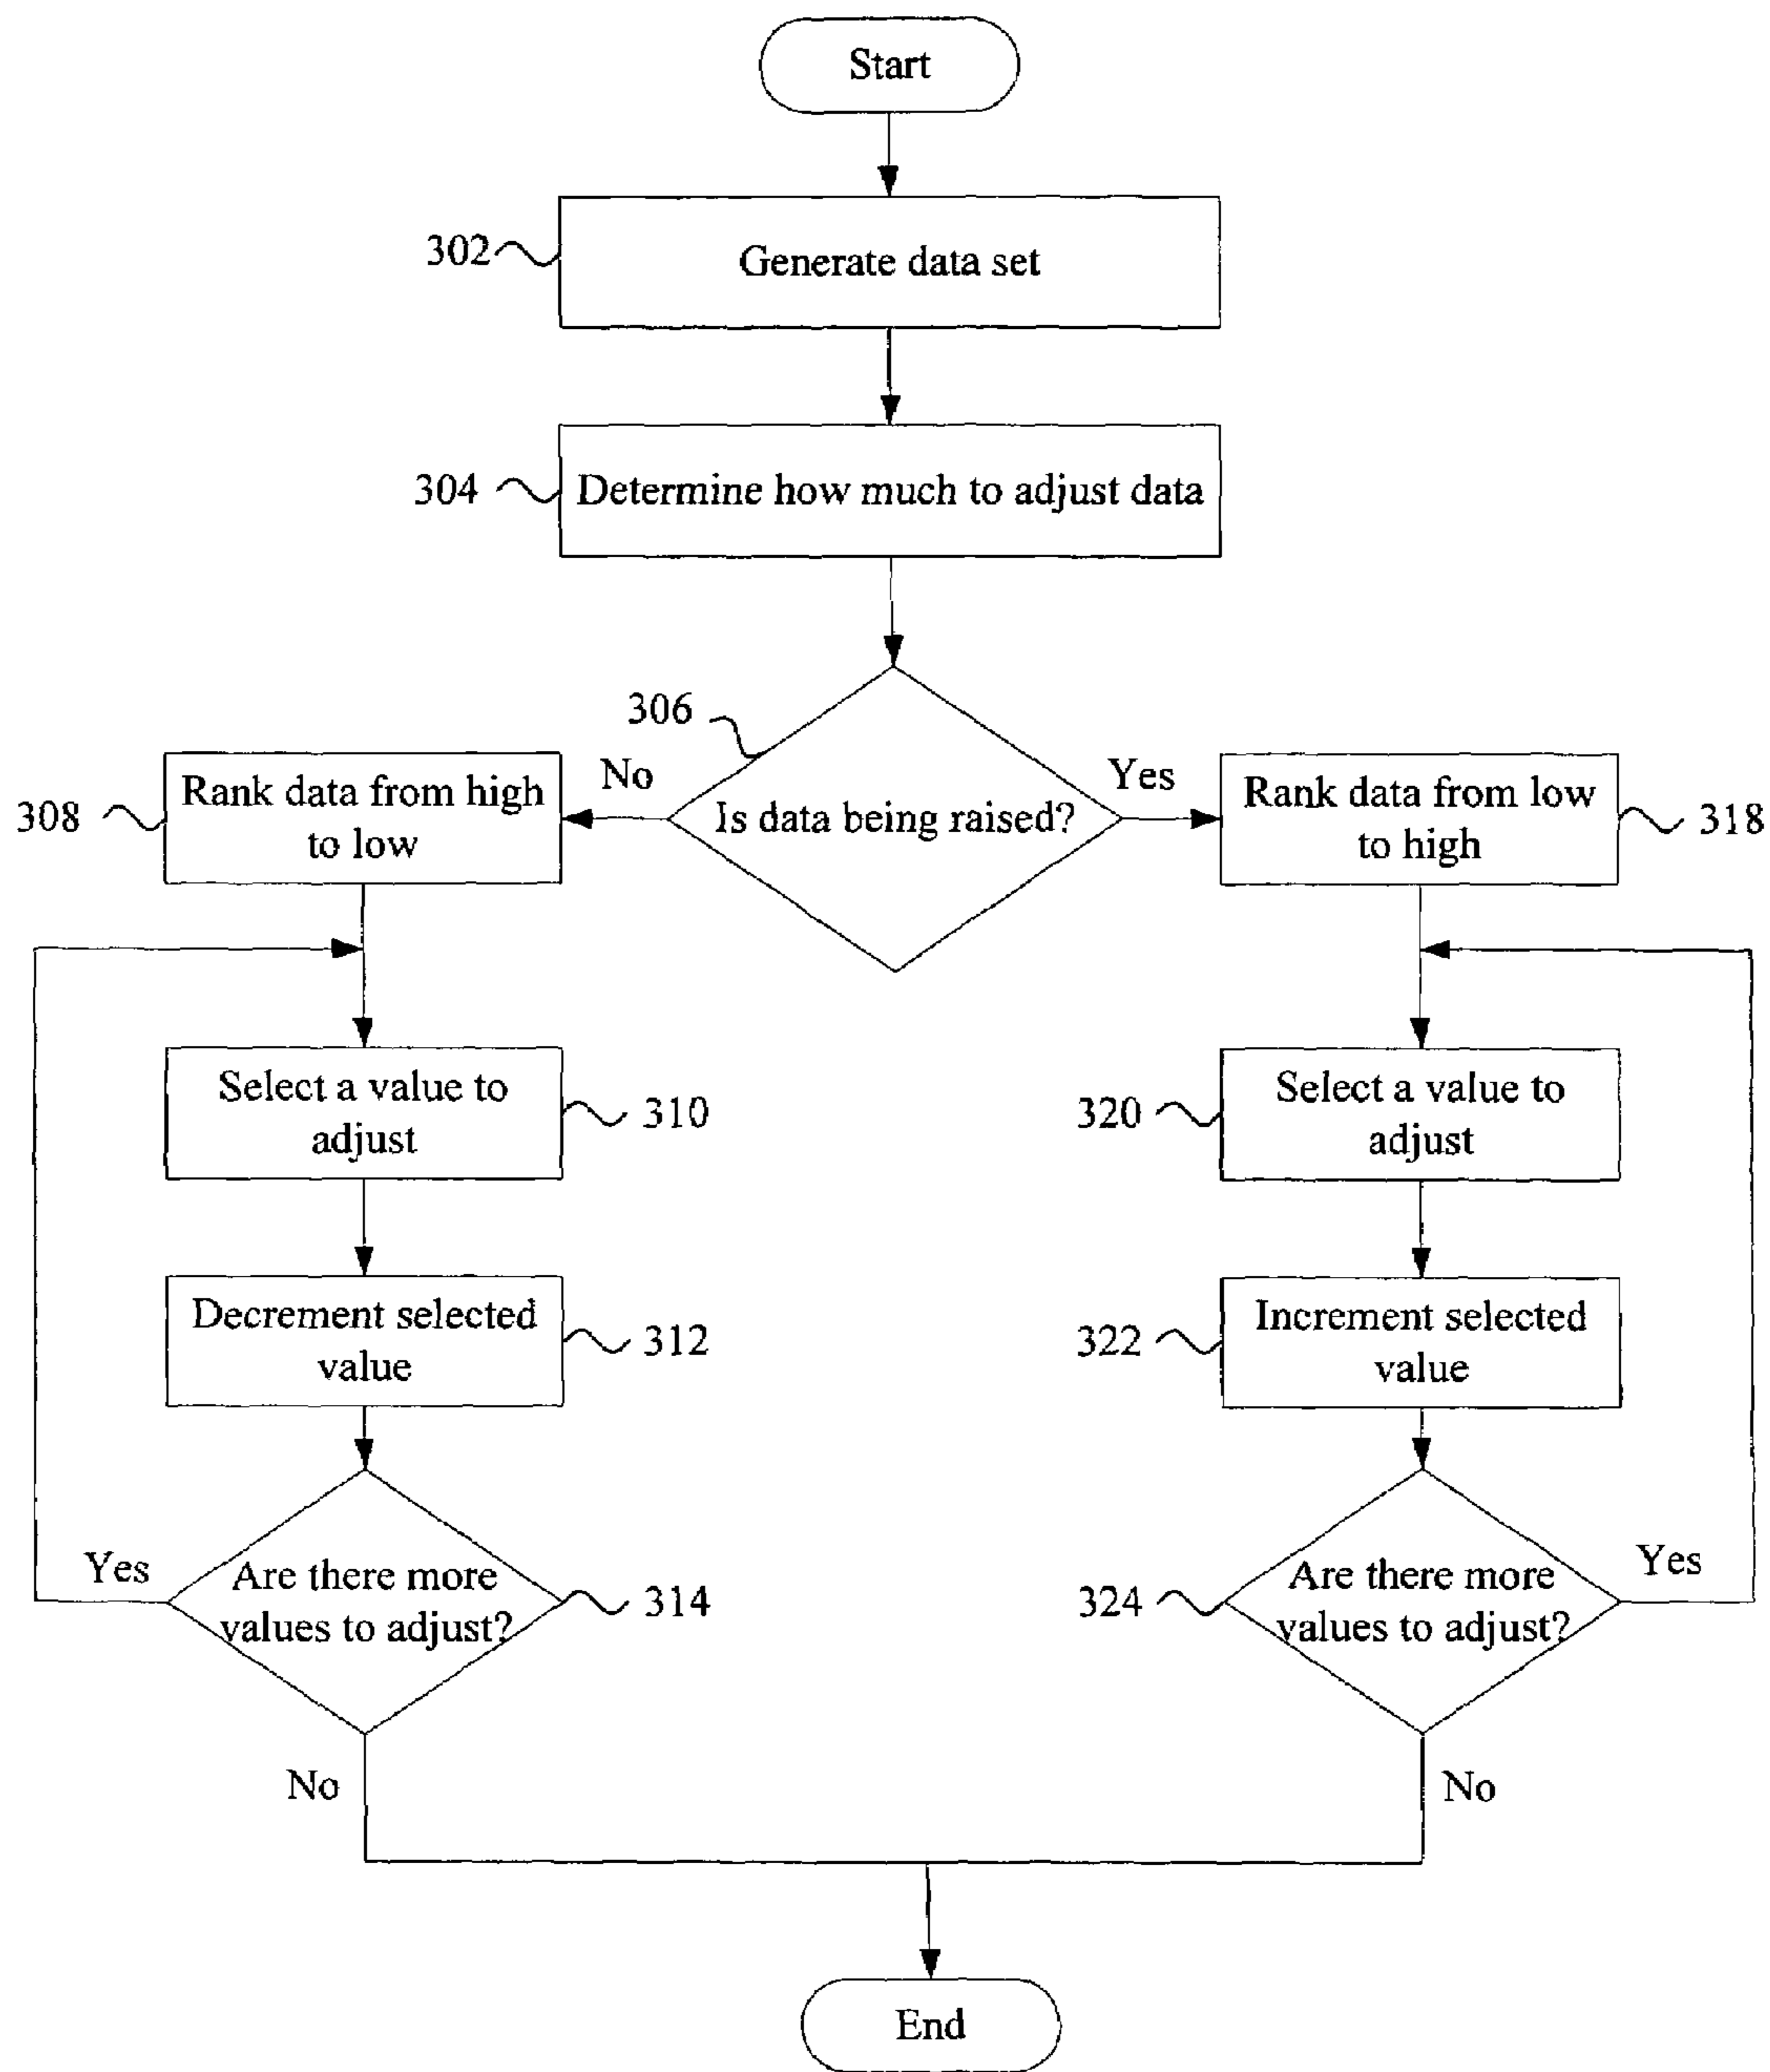 Start
302
Generate data set
304
Determine how much to adjust data
306
No
Yes
Is data being raised?
308
Rank data from high
to low
Rank data from low
to high
318
Select a value to
adjust
310
320
Select a value to
adjust
Decrement selected
value
312
322
Increment selected
value
Yes
Are there more
values to adjust?
314
324
Are there more
values to adjust?
Yes
No
No
End